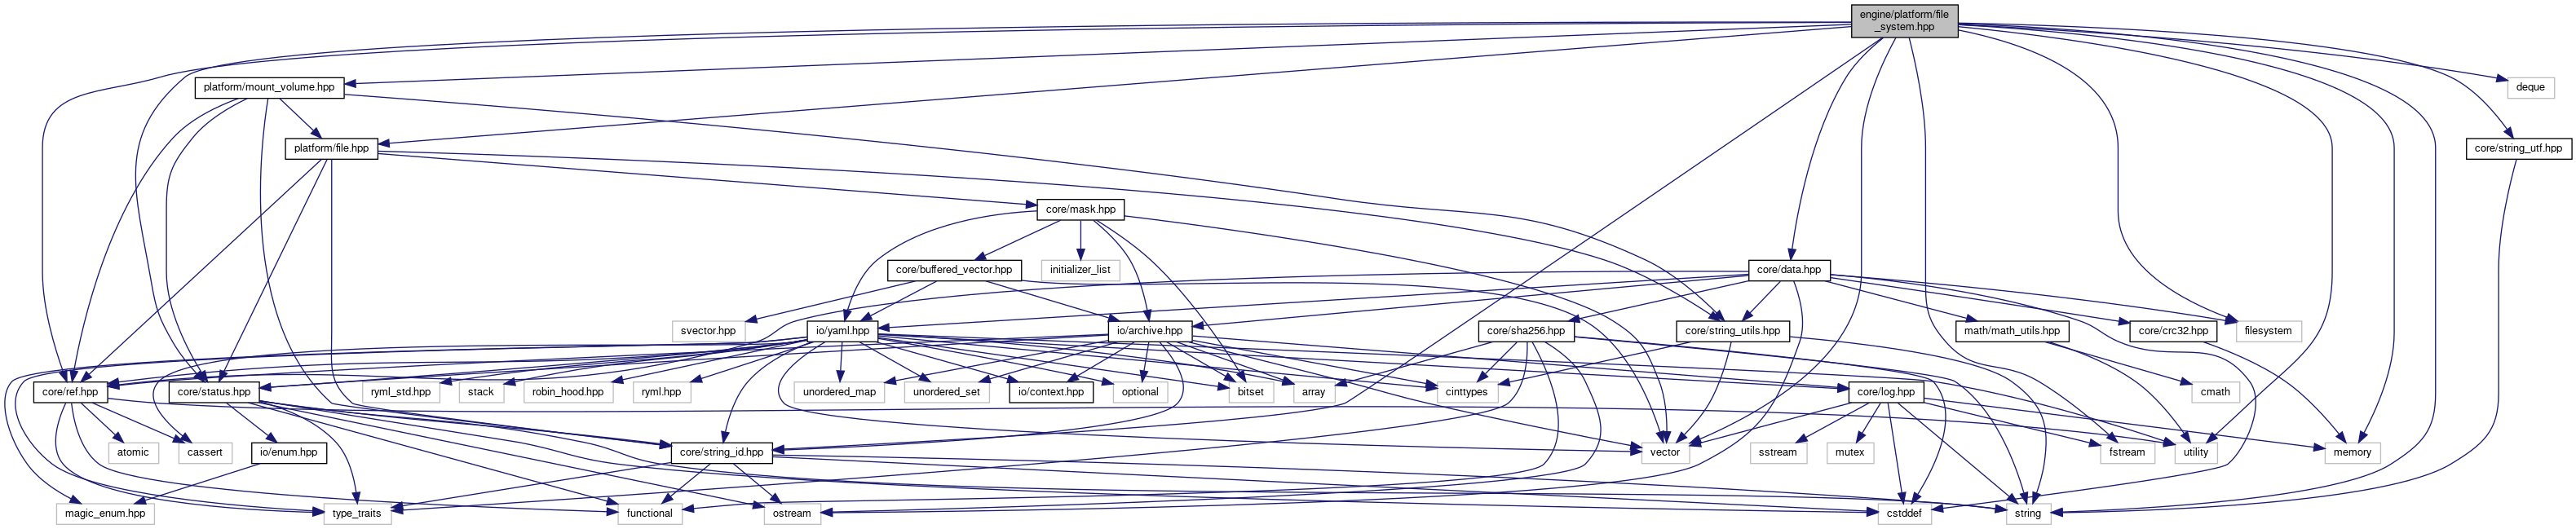 engine/platform/file
_system.hpp
platform/mount_volume.hpp
deque
platform/file.hpp
core/string_utf.hpp
core/mask.hpp
core/buffered_vector.hpp
initializer_list
core/data.hpp
svector.hpp
io/yaml.hpp
io/archive.hpp
core/sha256.hpp
core/string_utils.hpp
math/math_utils.hpp
core/crc32.hpp
filesystem
core/ref.hpp
core/status.hpp
ryml_std.hpp
stack
robin_hood.hpp
ryml.hpp
unordered_map
unordered_set
io/context.hpp
optional
bitset
array
cinttypes
core/log.hpp
cmath
atomic
cassert
io/enum.hpp
core/string_id.hpp
vector
sstream
mutex
fstream
utility
memory
magic_enum.hpp
type_traits
functional
ostream
cstddef
string